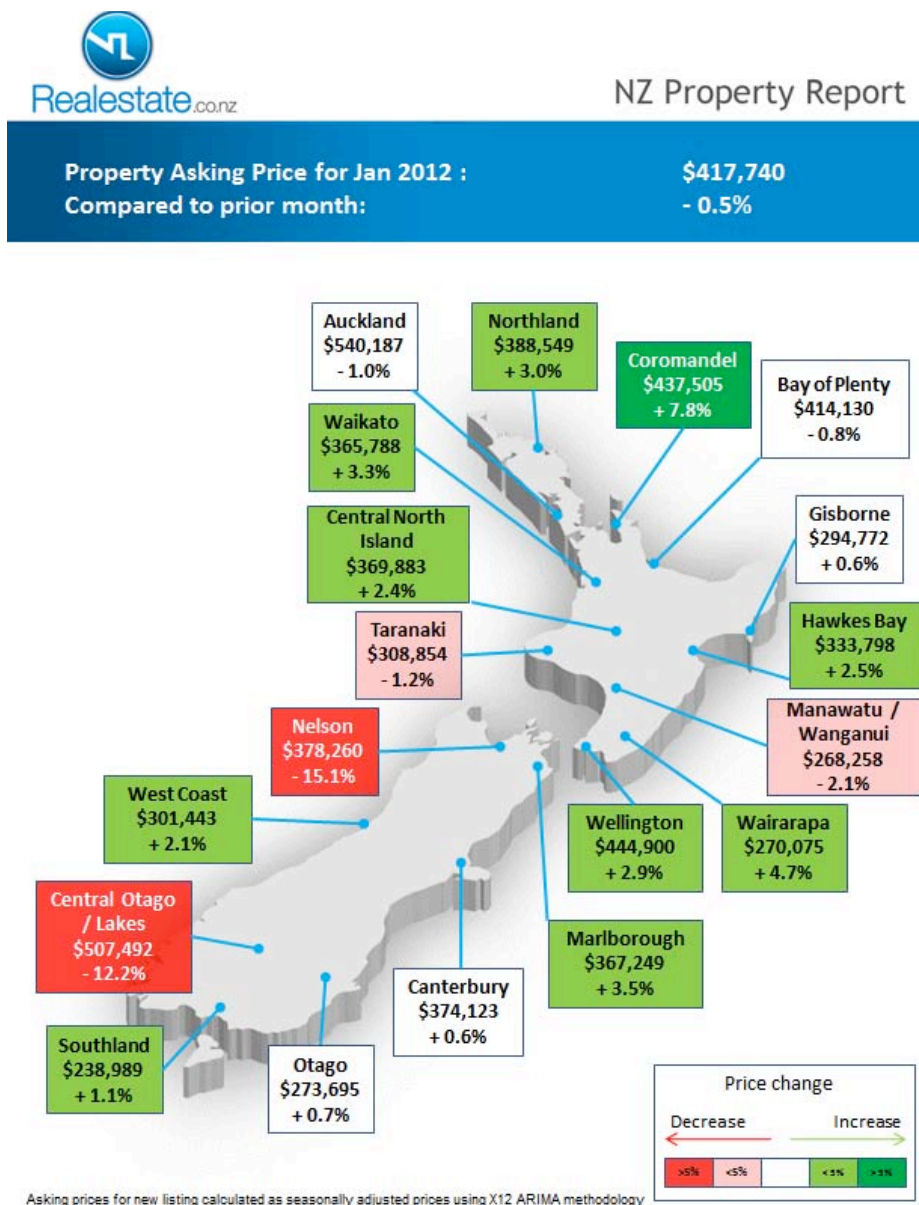 Realestate.co.nz
NZ Property Report
Property Asking Price for Jan 2012 : $417,740
Compared to prior month: - 0.5%
Auckland
$540,187
- 1.0%
Northland
$388,549
+ 3.0%
Coromandel
$437,505
+ 7.8%
Bay of Plenty
$414,130
- 0.8%
Waikato
$365,788
+ 3.3%
Gisborne
$294,772
+ 0.6%
Central North
Island
$369,883
+ 2.4%
Taranaki
$308,854
- 1.2%
Hawkes Bay
$333,798
+ 2.5%
Nelson
$378,260
- 15.1%
Manawatu /
Wanganui
$268,258
- 2.1%
West Coast
$301,443
+ 2.1%
Wellington
$444,900
+ 2.9%
Wairarapa
$270,075
+ 4.7%
Central Otago
/ Lakes
$507,492
- 12.2%
Marlborough
$367,249
+ 3.5%
Canterbury
$374,123
+ 0.6%
Southland
$238,989
+ 1.1%
Otago
$273,695
+ 0.7%
Price change
Decrease Increase
>5% <5% <5% >5%
Asking prices for new listing calculated as seasonally adjusted prices using X12 ARIMA methodology